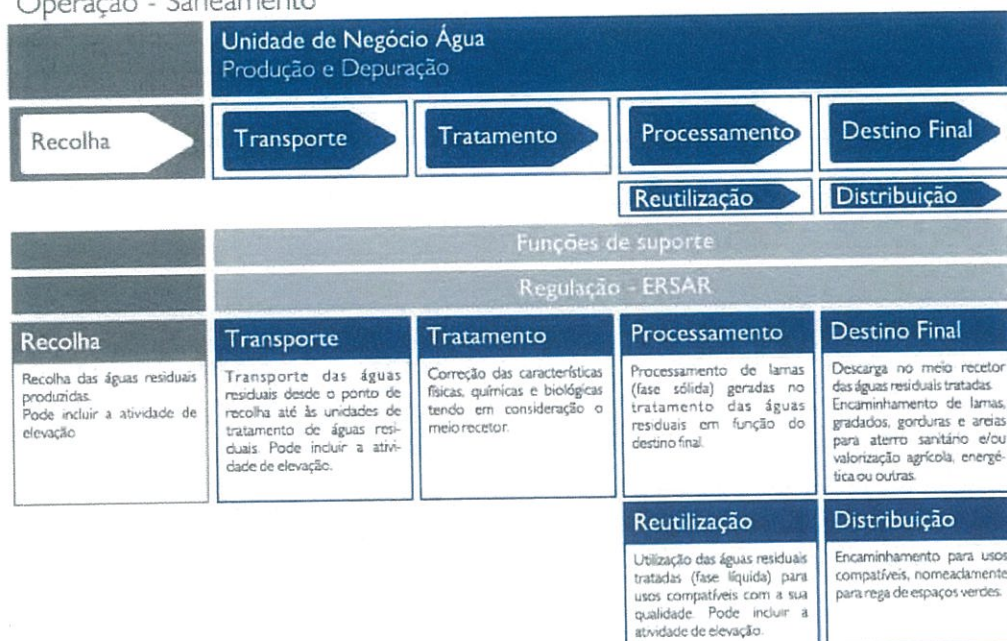 Operação - Saneamento
Unidade de Negócio Água
Produção e Depuração
Recolha
Transporte
Tratamento
Processamento
Destino Final
Reutilização
Distribuição
Funções de suporte
Regulação - ERSAR
Recolha
Recolha das águas residuais
produzidas.
Pode incluir a atividade de
elevação
Transporte
Transporte das águas
residuais desde o ponto de
recolha até às unidades de
tratamento de águas resi-
duais. Pode incluir a ativi-
dade de elevação.
Tratamento
Correção das características
físicas, químicas e biológicas
tendo em consideração o
meio recetor.
Processamento
Processamento de lamas
(fase sólida) geradas no
tratamento das águas
residuais em função do
destino final.
Destino Final
Descarga no meio recetor
das águas residuais tratadas.
Encaminhamento de lamas,
gradados, gorduras e areias
para aterro sanitário e/ou
valorização agrícola, energé-
tica ou outras.
Reutilização
Utilização das águas residuais
tratadas (fase líquida) para
usos compatíveis com a sua
qualidade. Pode incluir a
atividade de elevação.
Distribuição
Encaminhamento para usos
compatíveis, nomeadamente
para rega de espaços verdes.